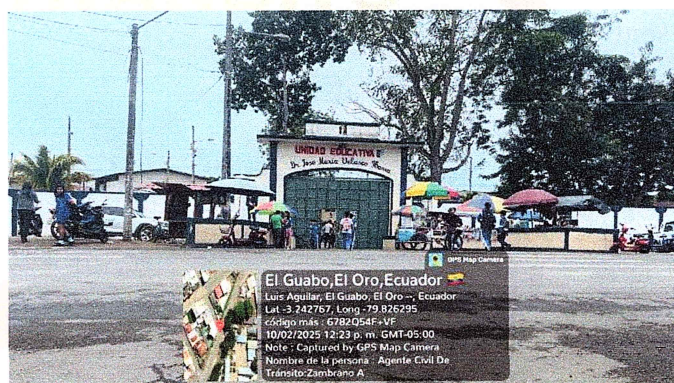 UNIDAD EDUCATIVA
Dr. José María Velasco Ibarra
GPS Map Camera
El Guabo,El Oro,Ecuador
Luis Aguilar, El Guabo, El Oro --, Ecuador
Lat -3.242767, Long -79.826295
código más : 6782Q54F+VF
10/02/2025 12:23 p. m. GMT-05:00
Note : Captured by GPS Map Camera
Nombre de la persona : Agente Civil De
Tránsito:Zambrano A